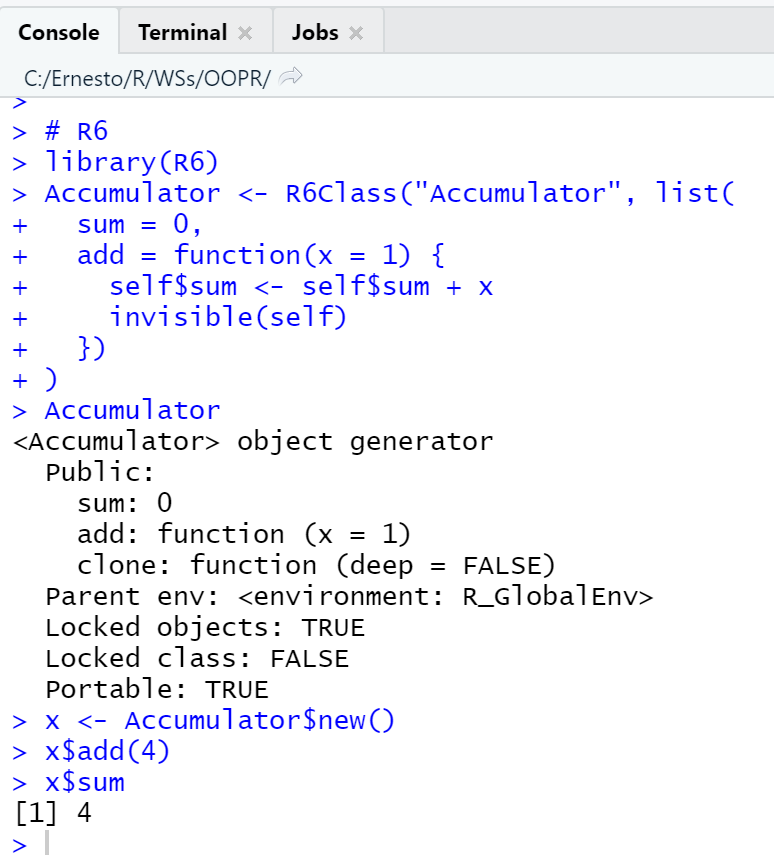 Console Terminal Jobs
C:/Ernesto/R/WSs/OOPR/
>
> # R6
> library(R6)
> Accumulator <- R6Class("Accumulator", list(
+   sum = 0,
+   add = function(x = 1) {
+     self$sum <- self$sum + x
+     invisible(self)
+   })
+ )
> Accumulator
<Accumulator> object generator
  Public:
    sum: 0
    add: function (x = 1)
    clone: function (deep = FALSE)
  Parent env: <environment: R_GlobalEnv>
  Locked objects: TRUE
  Locked class: FALSE
  Portable: TRUE
> x <- Accumulator$new()
> x$add(4)
> x$sum
[1] 4
>